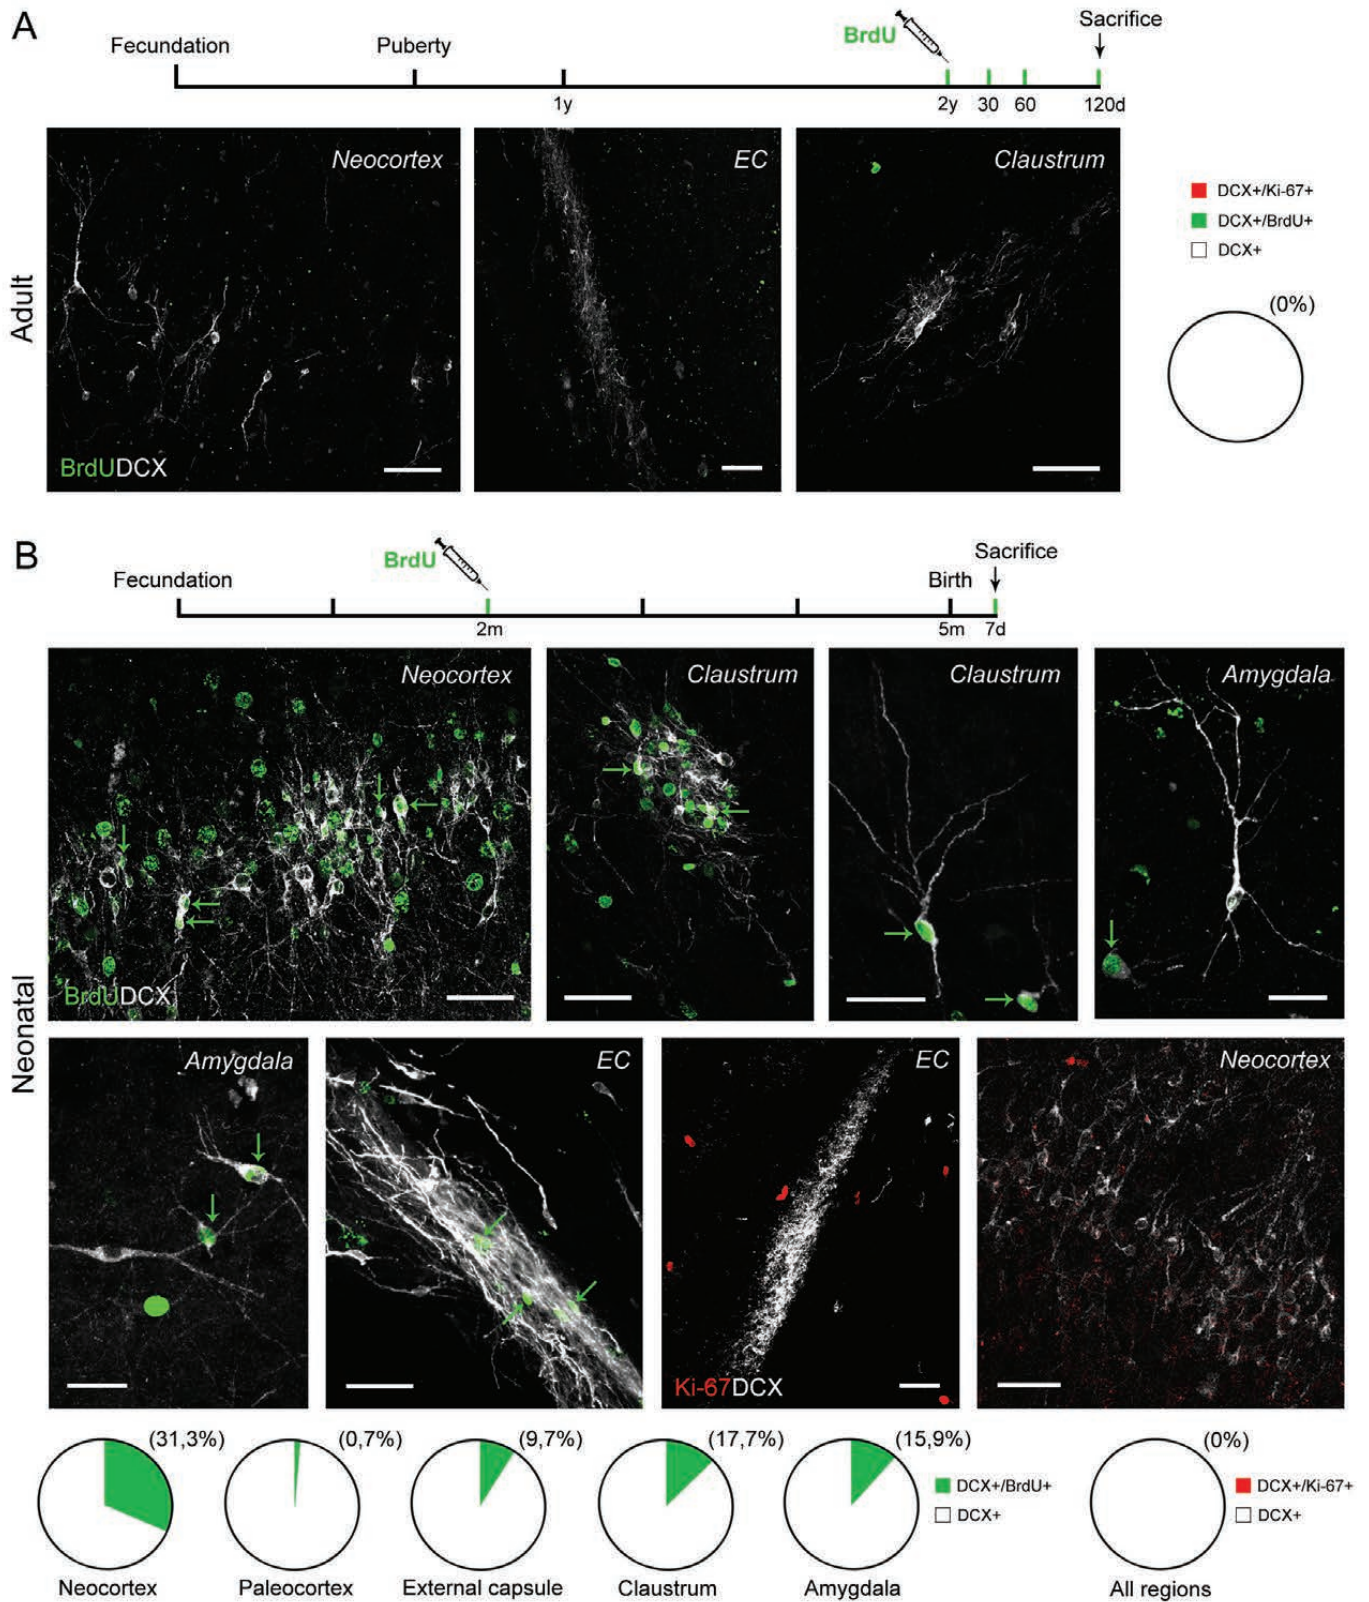 A
Fecundation
Puberty
BrdU
Sacrifice
1y
2y
30
60
120d
Adult
Neocortex
BrdUDCX
EC
Claustrum
DCX+/Ki-67+
DCX+/BrdU+
DCX+
(0%)
B
Fecundation
BrdU
Birth
Sacrifice
2m
5m
7d
Neonatal
Neocortex
BrdUDCX
Claustrum
Claustrum
Amygdala
Amygdala
EC
EC
Ki-67DCX
Neocortex
(31,3%)
(0,7%)
(9,7%)
(17,7%)
(15,9%)
(0%)
DCX+/BrdU+
DCX+
DCX+/Ki-67+
DCX+
Neocortex
Paleocortex
External capsule
Claustrum
Amygdala
All regions